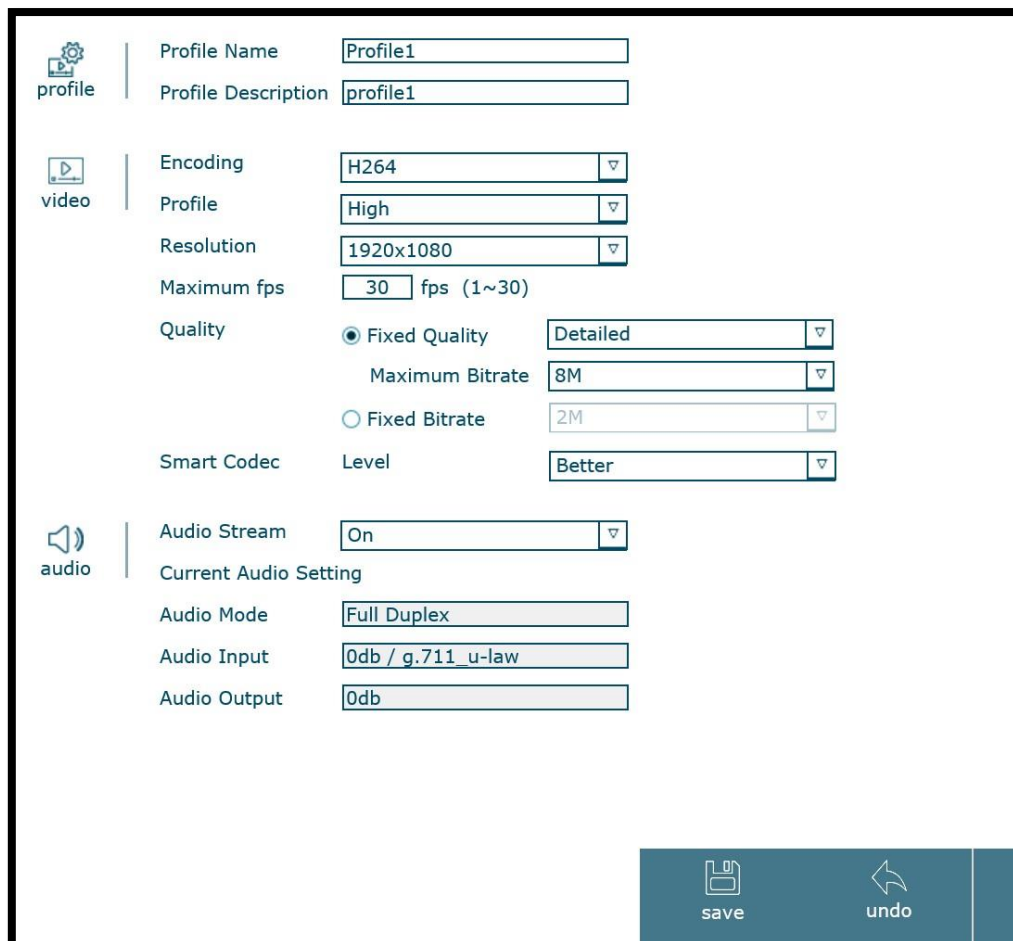 Profile Name Profile1
profile
Profile Description profile1
Encoding H264
video
Profile High
Resolution 1920x1080
Maximum fps 30 fps (1~30)
Quality Fixed Quality Detailed
Maximum Bitrate 8M
Fixed Bitrate 2M
Smart Codec Level Better
Audio Stream On
audio
Current Audio Setting
Audio Mode Full Duplex
Audio Input 0db / g.711_u-law
Audio Output 0db
save undo